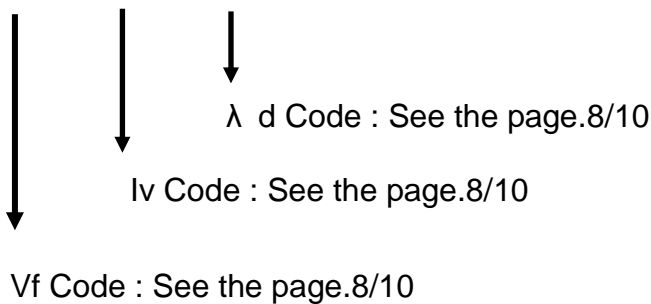 λ d Code : See the page.8/10
Iv Code : See the page.8/10
Vf Code : See the page.8/10